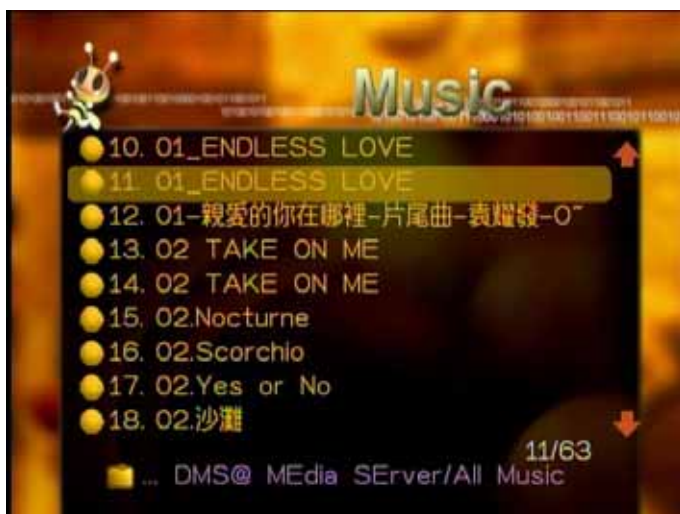 Music
10. 01_ENDLESS LOVE
11. 01_ENDLESS LOVE
12. 01-親愛的你在哪裡-片尾曲-袁耀發-0~
13. 02 TAKE ON ME
14. 02 TAKE ON ME
15. 02.Nocturne
16. 02.Scorchio
17. 02.Yes or No
18. 02.沙灘
11/63
... DMS@ MEdia SErver/All Music